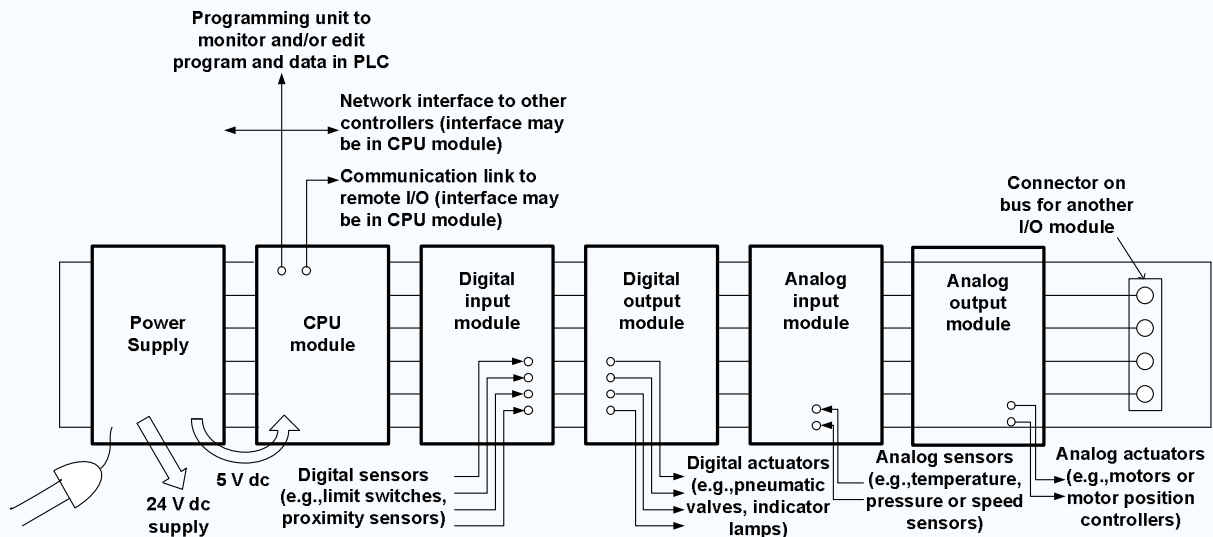 Programming unit to
monitor and/or edit
program and data in PLC
Network interface to other
controllers (interface may
be in CPU module)
Communication link to
remote I/O (interface may
be in CPU module)
Connector on
bus for another
I/O module
Power
Supply
CPU
module
Digital
input
module
Digital
output
module
Analog
input
module
Analog
output
module
24 V dc
supply
5 V dc
Digital sensors
(e.g.,limit switches,
proximity sensors)
Digital actuators
(e.g.,pneumatic
valves, indicator
lamps)
Analog sensors
(e.g.,temperature,
pressure or speed
sensors)
Analog actuators
(e.g.,motors or
motor position
controllers)